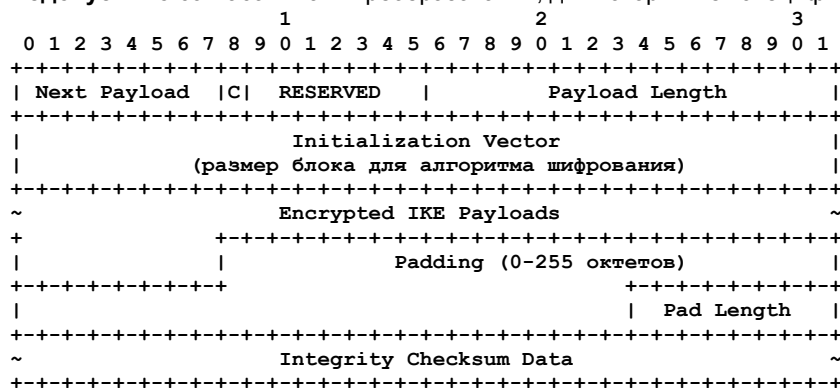 1 2 3
0 1 2 3 4 5 6 7 8 9 0 1 2 3 4 5 6 7 8 9 0 1 2 3 4 5 6 7 8 9 0 1
+-+-+-+-+-+-+-+-+-+-+-+-+-+-+-+-+-+-+-+-+-+-+-+-+-+-+-+-+-+-+-+-+
| Next Payload |C| RESERVED | Payload Length |
+-+-+-+-+-+-+-+-+-+-+-+-+-+-+-+-+-+-+-+-+-+-+-+-+-+-+-+-+-+-+-+-+
| Initialization Vector |
| (размер блока для алгоритма шифрования) |
+-+-+-+-+-+-+-+-+-+-+-+-+-+-+-+-+-+-+-+-+-+-+-+-+-+-+-+-+-+-+-+-+
~ Encrypted IKE Payloads ~
+ +-+-+-+-+-+-+-+-+-+-+-+-+-+-+-+-+-+-+-+-+-+-+-+-+
| | Padding (0-255 октетов) |
+-+-+-+-+-+-+-+-+ +-+-+-+-+-+-+-+-+
| | Pad Length |
+-+-+-+-+-+-+-+-+-+-+-+-+-+-+-+-+-+-+-+-+-+-+-+-+-+-+-+-+-+-+-+-+
~ Integrity Checksum Data ~
+-+-+-+-+-+-+-+-+-+-+-+-+-+-+-+-+-+-+-+-+-+-+-+-+-+-+-+-+-+-+-+-+